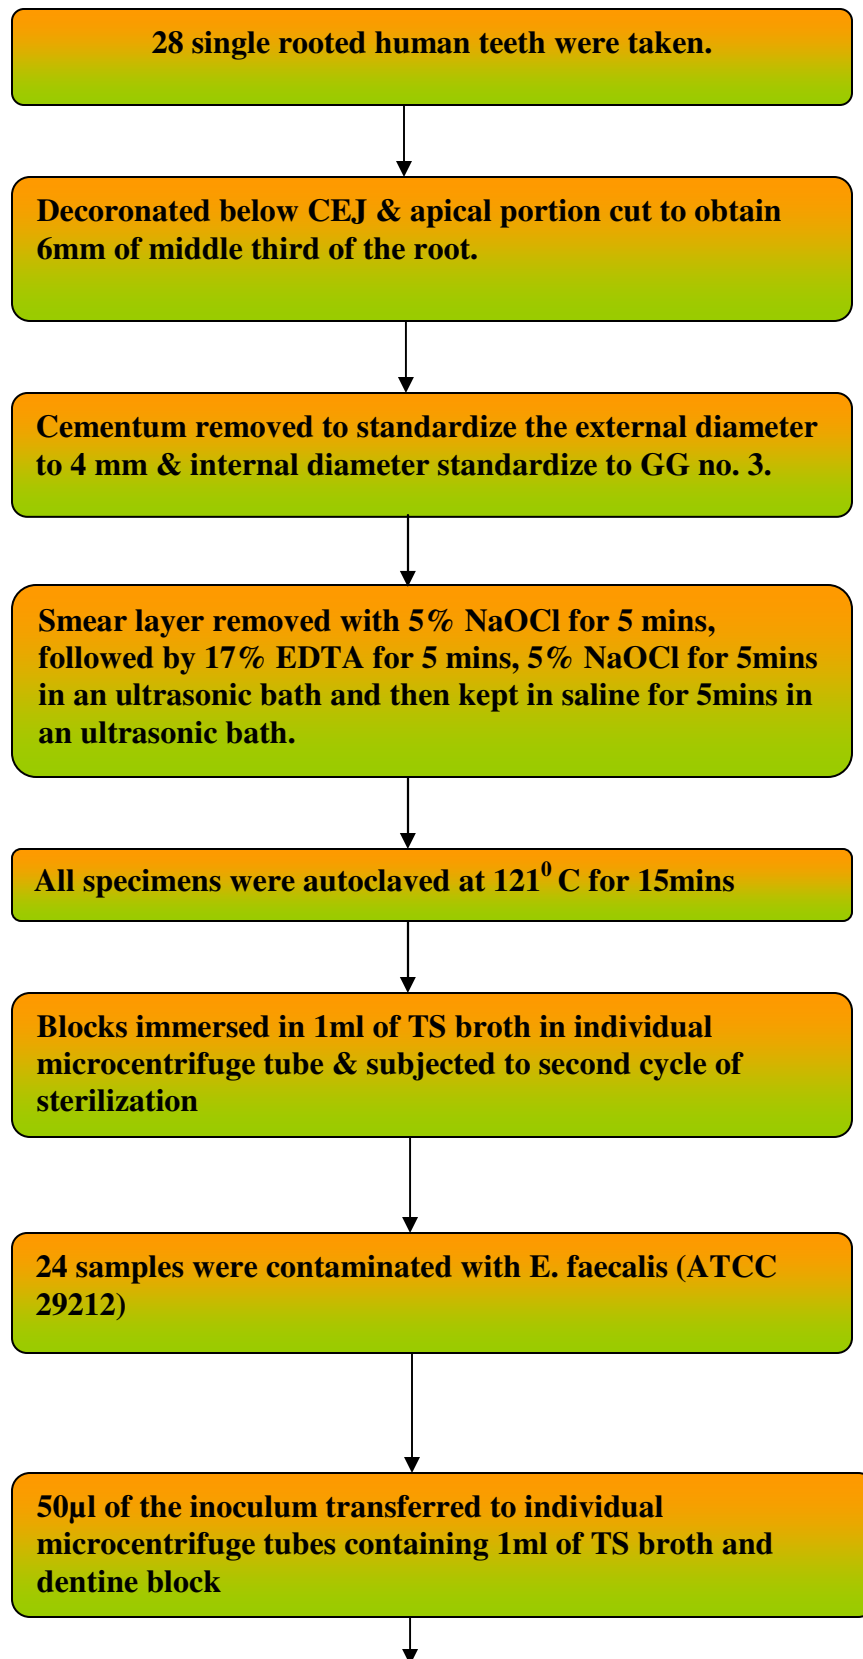 28 single rooted human teeth were taken.
Decoronated below CEJ & apical portion cut to obtain
6mm of middle third of the root.
Cementum removed to standardize the external diameter
to 4 mm & internal diameter standardize to GG no. 3.
Smear layer removed with 5% NaOCl for 5 mins,
followed by 17% EDTA for 5 mins, 5% NaOCl for 5mins
in an ultrasonic bath and then kept in saline for 5mins in
an ultrasonic bath.
All specimens were autoclaved at 121⁰ C for 15mins
Blocks immersed in 1ml of TS broth in individual
microcentrifuge tube & subjected to second cycle of
sterilization
24 samples were contaminated with E. faecalis (ATCC
29212)
50µl of the inoculum transferred to individual
microcentrifuge tubes containing 1ml of TS broth and
dentine block